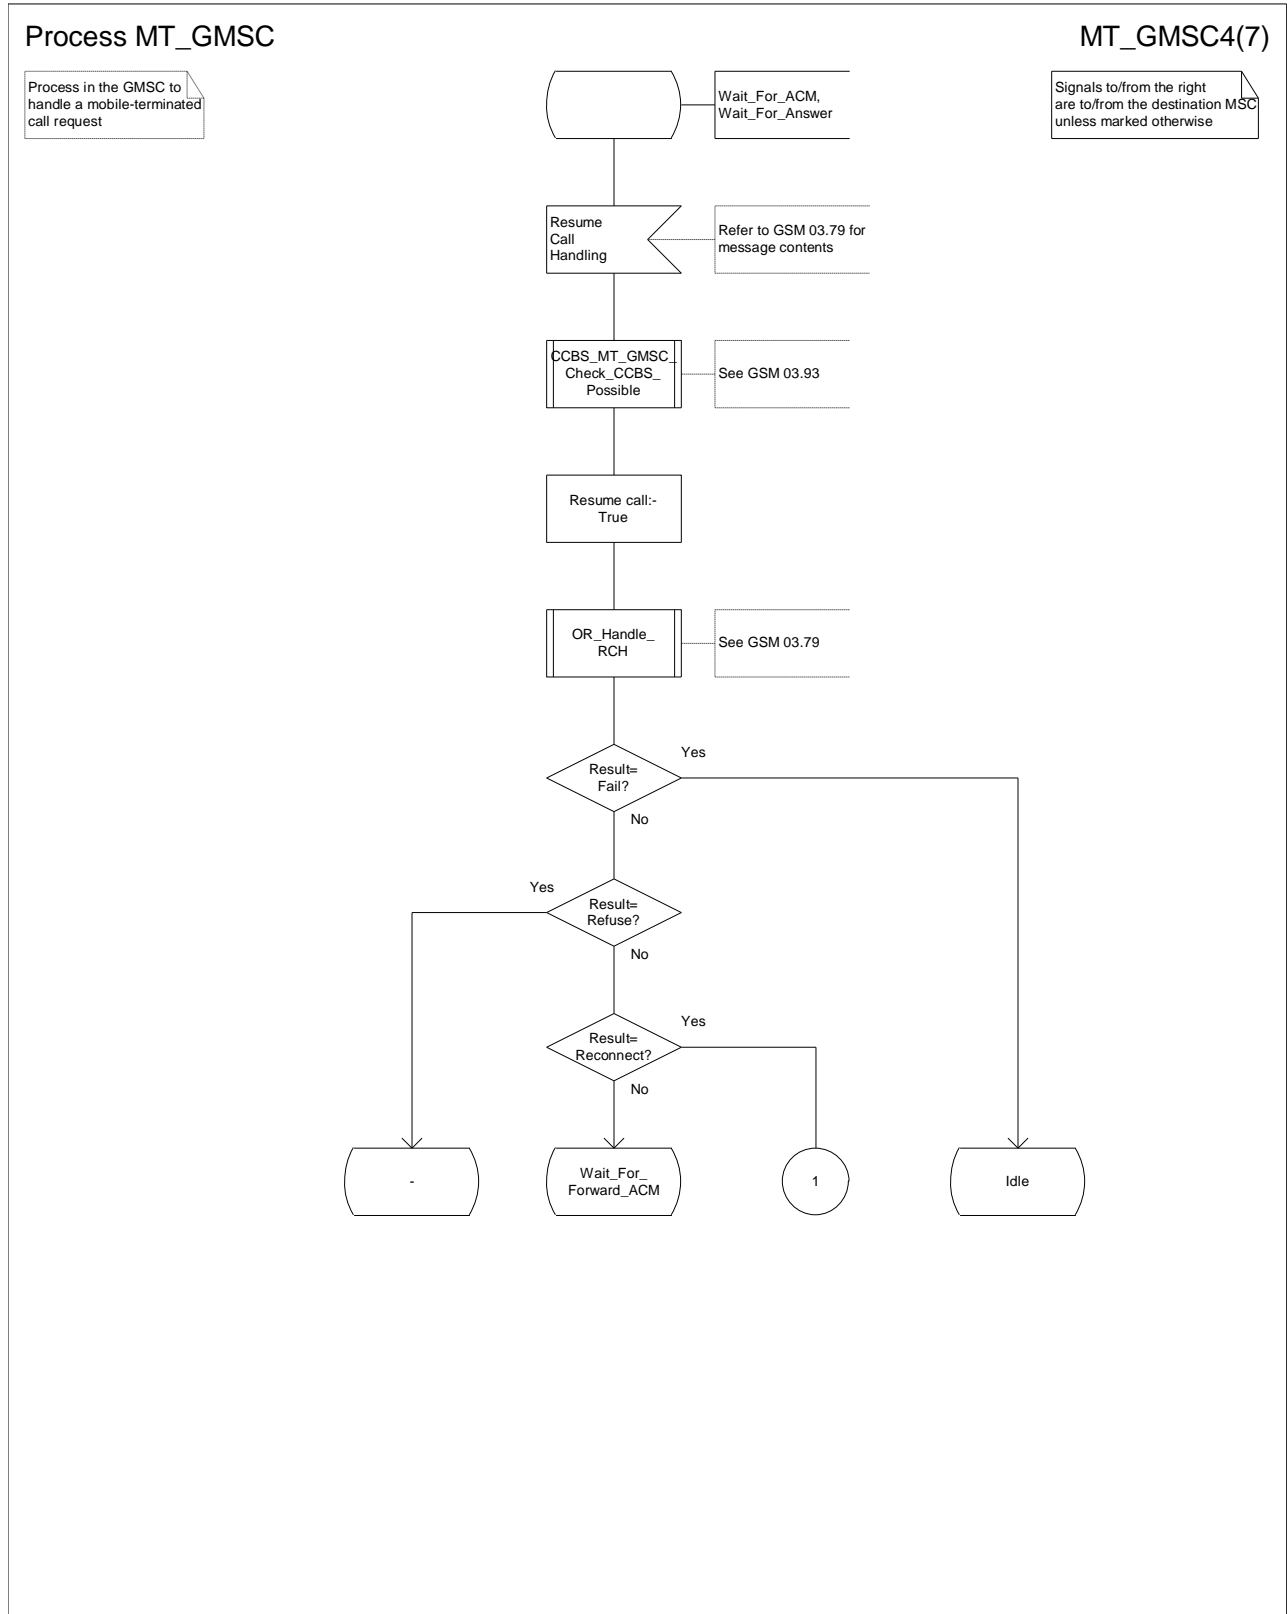 Process MT_GMSC
MT_GMSC4(7)
Process in the GMSC to
handle a mobile-terminated
call request
Wait_For_ACM,
Wait_For_Answer
Signals to/from the right
are to/from the destination MSC
unless marked otherwise
Resume
Call
Handling
Refer to GSM 03.79 for
message contents
CCBS_MT_GMSC_
Check_CCBS_
Possible
See GSM 03.93
Resume call:-
True
OR_Handle_
RCH
See GSM 03.79
Result=
Fail?
Yes
No
Result=
Refuse?
Yes
No
Result=
Reconnect?
Yes
No
-
Wait_For_
Forward_ACM
1
Idle